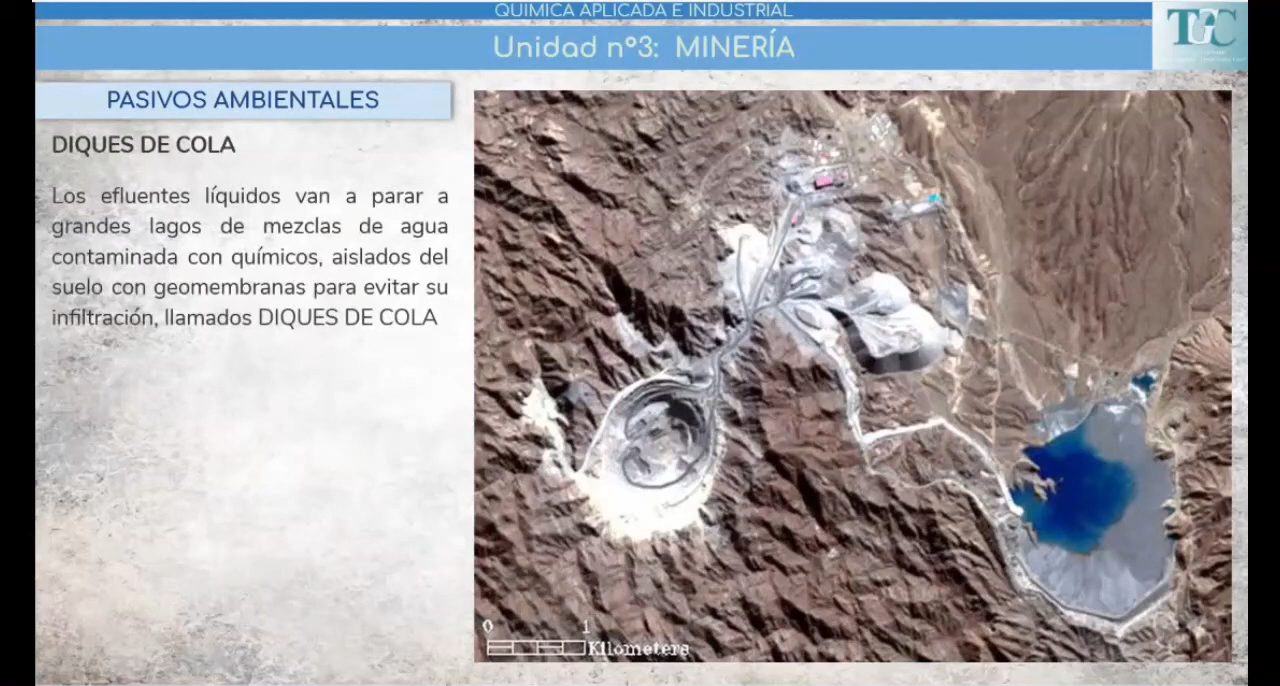 QUÍMICA APLICADA E INDUSTRIAL
Unidad nº3: MINERÍA
TGC
PASIVOS AMBIENTALES
DIQUES DE COLA
Los efluentes líquidos van a parar a
grandes lagos de mezclas de agua
contaminada con químicos, aislados del
suelo con geomembranas para evitar su
infiltración, llamados DIQUES DE COLA
0 1
Kilometers